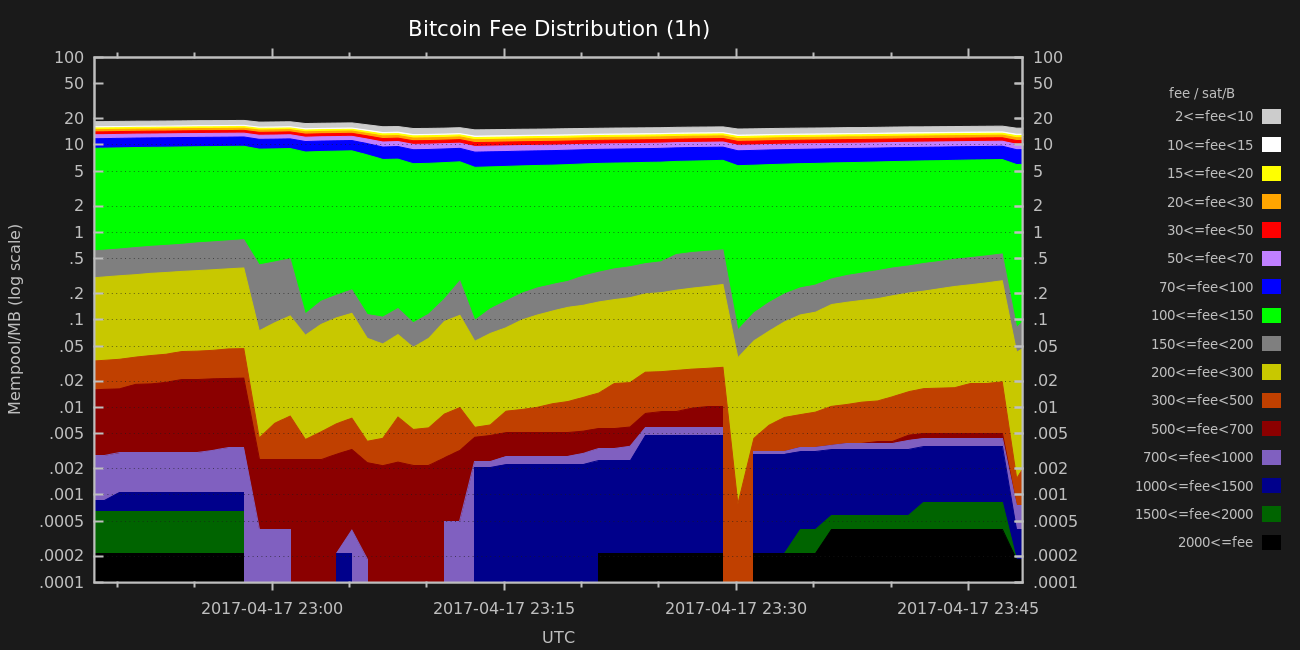 Bitcoin Fee Distribution (1h)
Mempool/MB (log scale)
100
50
20
10
5
2
1
.5
.2
.1
.05
.02
.01
.005
.002
.001
.0005
.0002
.0001
100
50
20
10
5
2
1
.5
.2
.1
.05
.02
.01
.005
.002
.001
.0005
.0002
.0001
2017-04-17 23:00
2017-04-17 23:15
2017-04-17 23:30
2017-04-17 23:45
UTC
fee / sat/B
2<=fee<10
10<=fee<15
15<=fee<20
20<=fee<30
30<=fee<50
50<=fee<70
70<=fee<100
100<=fee<150
150<=fee<200
200<=fee<300
300<=fee<500
500<=fee<700
700<=fee<1000
1000<=fee<1500
1500<=fee<2000
2000<=fee